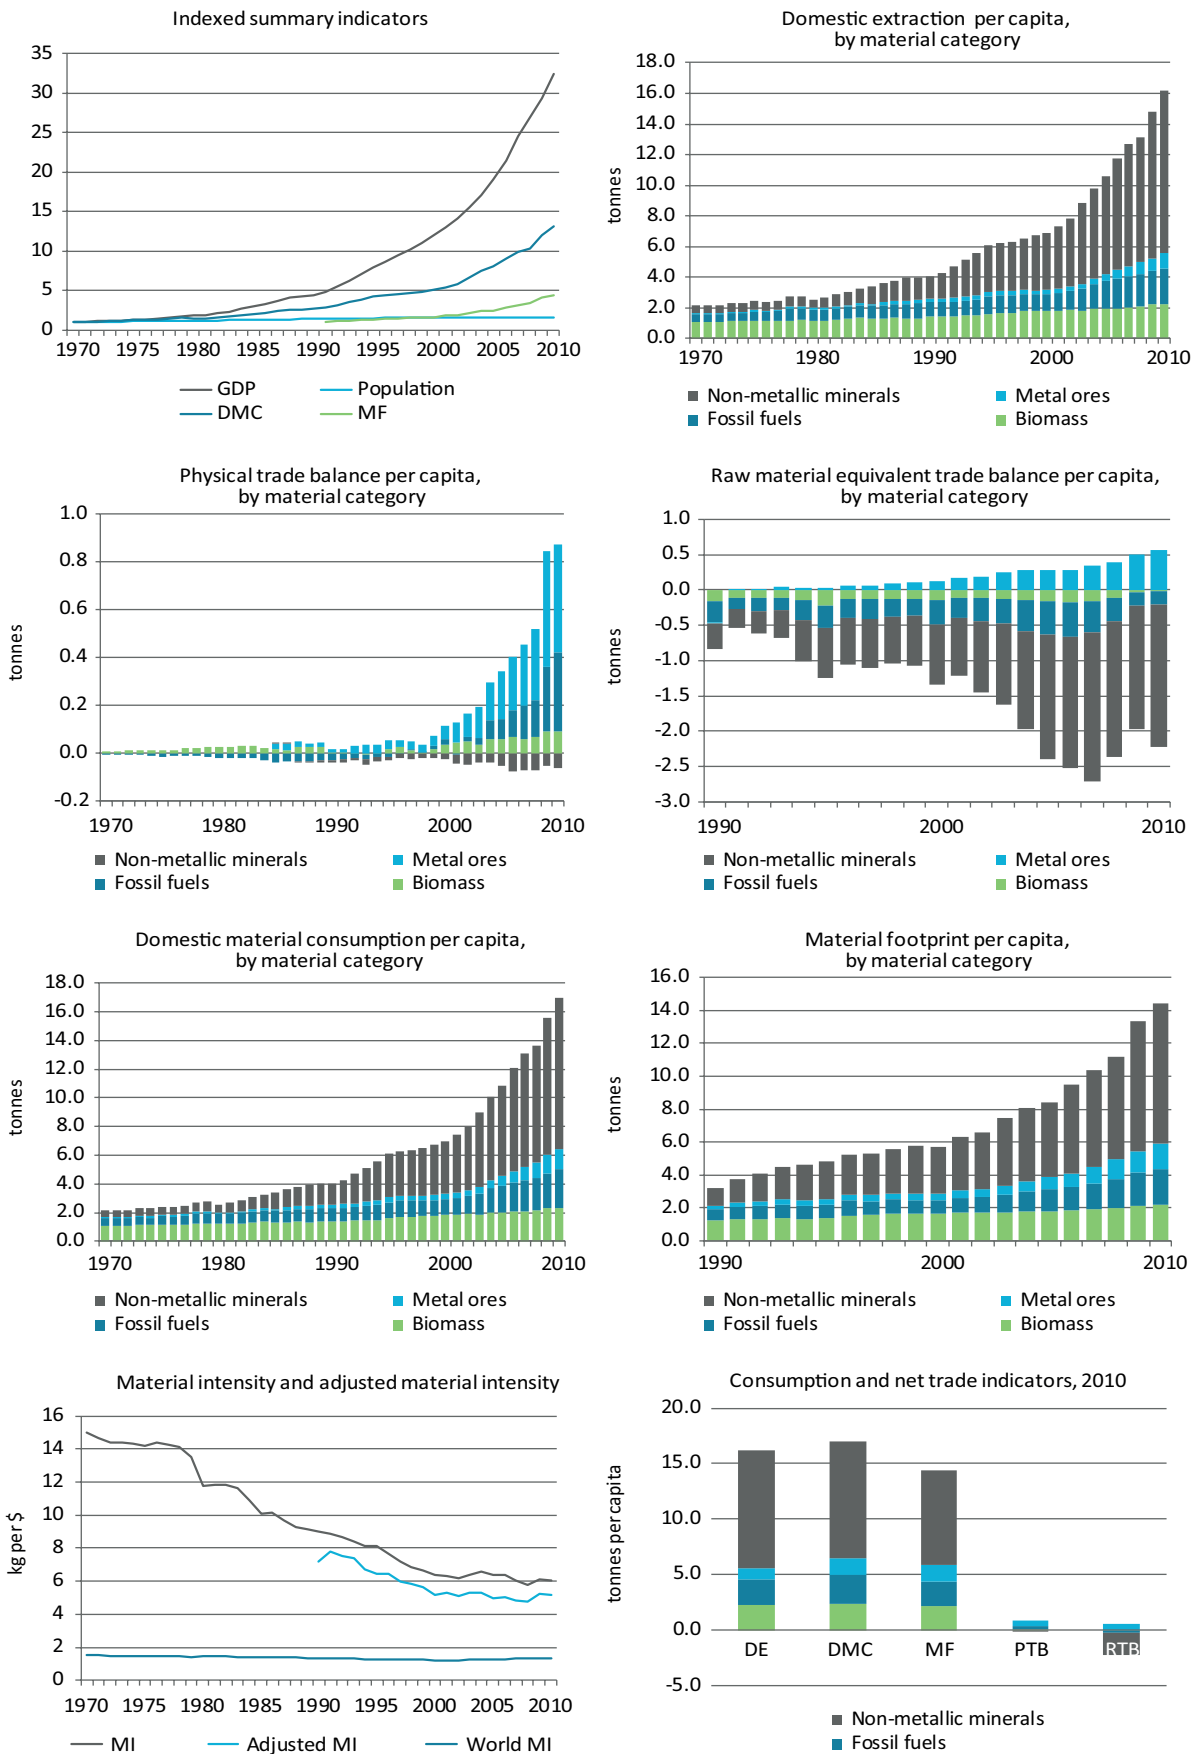 Indexed summary indicators
35
30
25
20
15
10
5
0
1970 1975 1980 1985 1990 1995 2000 2005 2010
GDP Population
DMC MF
Domestic extraction per capita,
by material category
tonnes
18.0
16.0
14.0
12.0
10.0
8.0
6.0
4.0
2.0
0.0
1970 1980 1990 2000 2010
Non-metallic minerals Metal ores
Fossil fuels Biomass
Physical trade balance per capita,
by material category
tonnes
1.0
0.8
0.6
0.4
0.2
0.0
-0.2
1970 1980 1990 2000 2010
Non-metallic minerals Metal ores
Fossil fuels Biomass
Raw material equivalent trade balance per capita,
by material category
tonnes
1.0
0.5
0.0
-0.5
-1.0
-1.5
-2.0
-2.5
-3.0
1990 2000 2010
Non-metallic minerals Metal ores
Fossil fuels Biomass
Domestic material consumption per capita,
by material category
tonnes
18.0
16.0
14.0
12.0
10.0
8.0
6.0
4.0
2.0
0.0
1970 1980 1990 2000 2010
Non-metallic minerals Metal ores
Fossil fuels Biomass
Material footprint per capita,
by material category
tonnes
16.0
14.0
12.0
10.0
8.0
6.0
4.0
2.0
0.0
1990 2000 2010
Non-metallic minerals Metal ores
Fossil fuels Biomass
Material intensity and adjusted material intensity
kg per $
16
14
12
10
8
6
4
2
0
1970 1975 1980 1985 1990 1995 2000 2005 2010
MI Adjusted MI World MI
Consumption and net trade indicators, 2010
tonnes per capita
20.0
15.0
10.0
5.0
0.0
-5.0
DE DMC MF PTB RTB
Non-metallic minerals
Fossil fuels